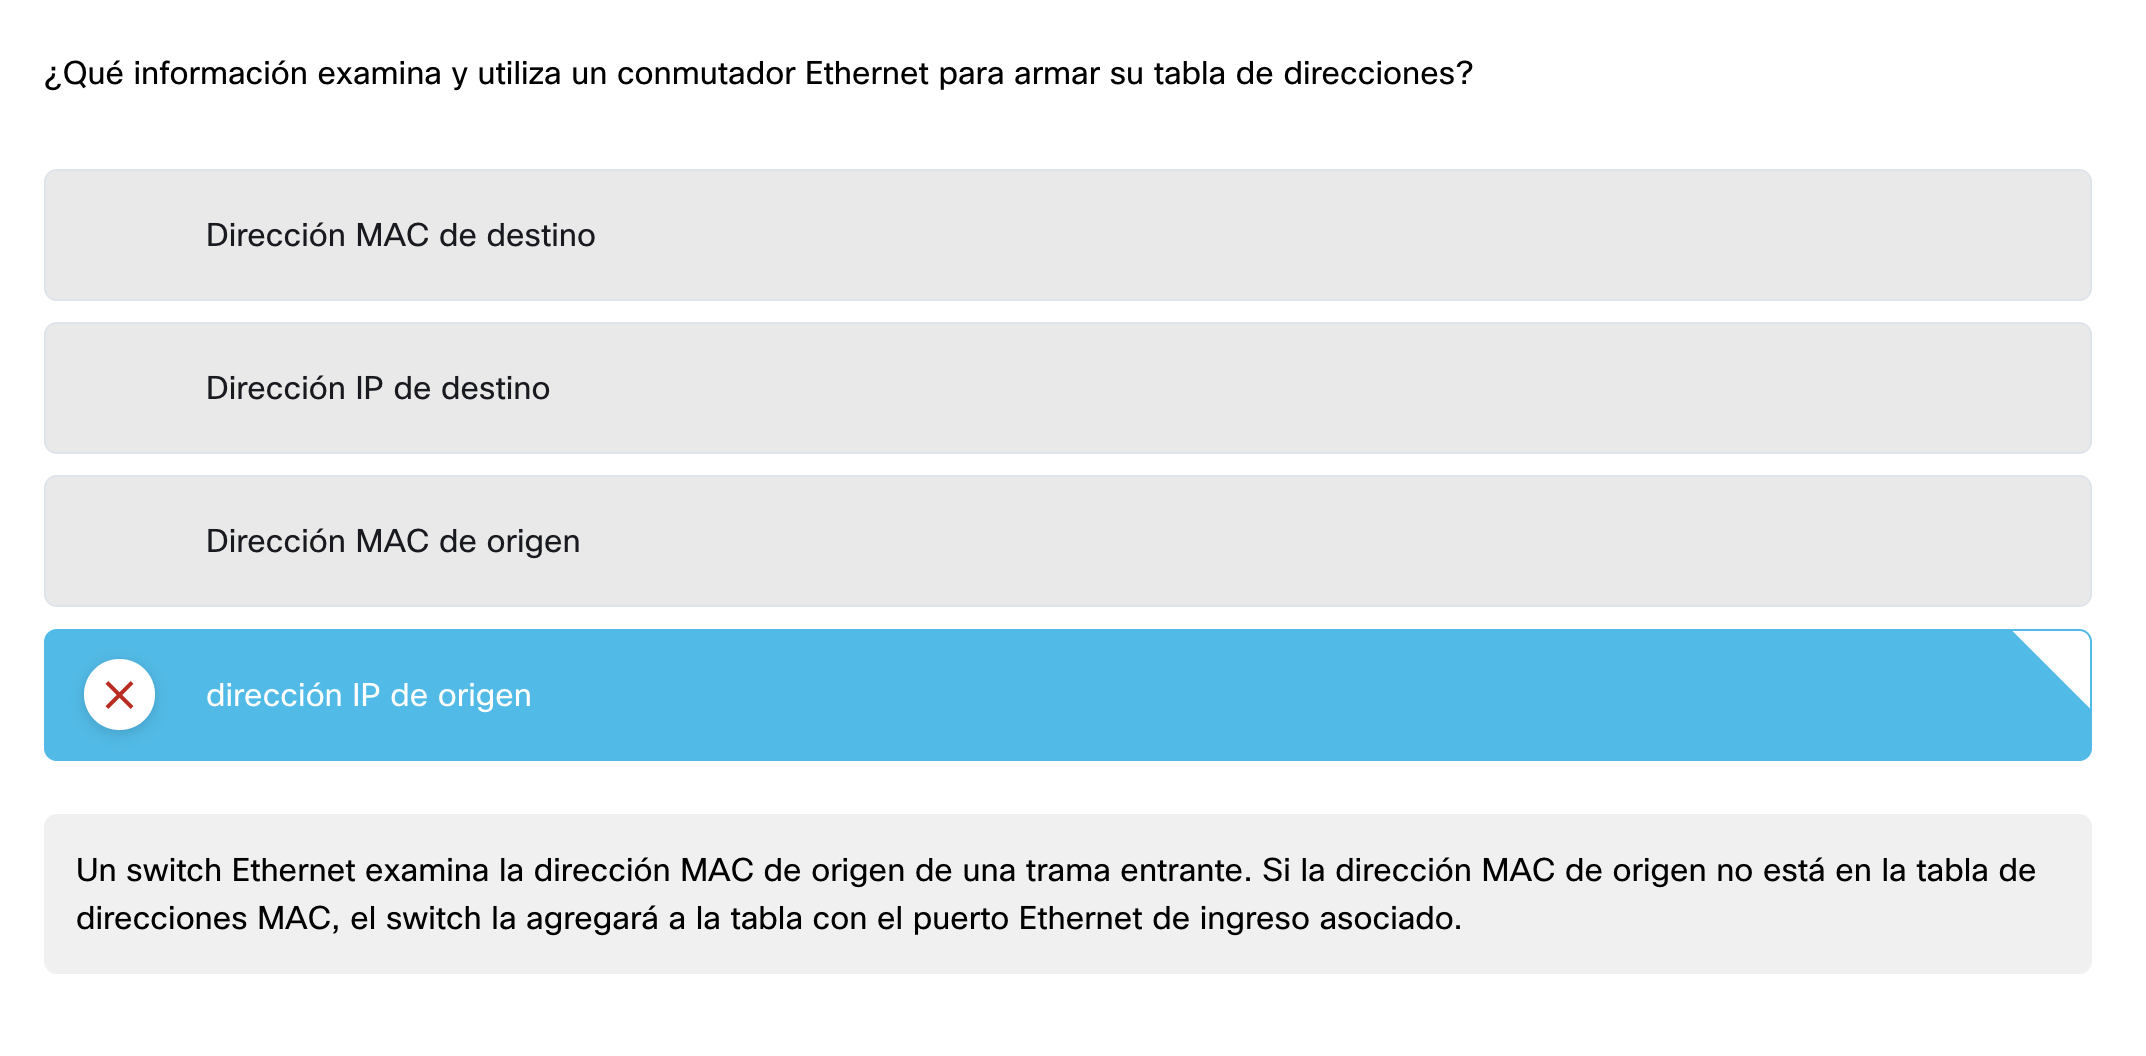 ¿Qué información examina y utiliza un conmutador Ethernet para armar su tabla de direcciones?
Dirección MAC de destino
Dirección IP de destino
Dirección MAC de origen
dirección IP de origen
Un switch Ethernet examina la dirección MAC de origen de una trama entrante. Si la dirección MAC de origen no está en la tabla de
direcciones MAC, el switch la agregará a la tabla con el puerto Ethernet de ingreso asociado.